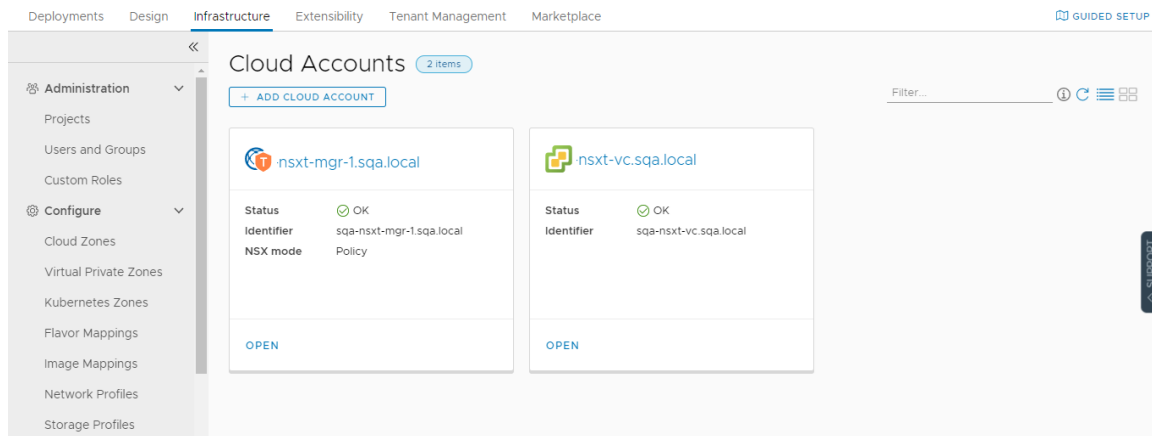 Deployments Design Infrastructure Extensibility Tenant Management Marketplace GUIDED SETUP
Administration
Projects
Users and Groups
Custom Roles
Configure
Cloud Zones
Virtual Private Zones
Kubernetes Zones
Flavor Mappings
Image Mappings
Network Profiles
Storage Profiles
Cloud Accounts 2 items
+ ADD CLOUD ACCOUNT
Filter...
T
-nsxt-mgr-1.sqa.local
Status OK
Identifier sqa-nsxt-mgr-1.sqa.local
NSX mode Policy
OPEN
-nsxt-vc.sqa.local
Status OK
Identifier sqa-nsxt-vc.sqa.local
OPEN
SUPPORT